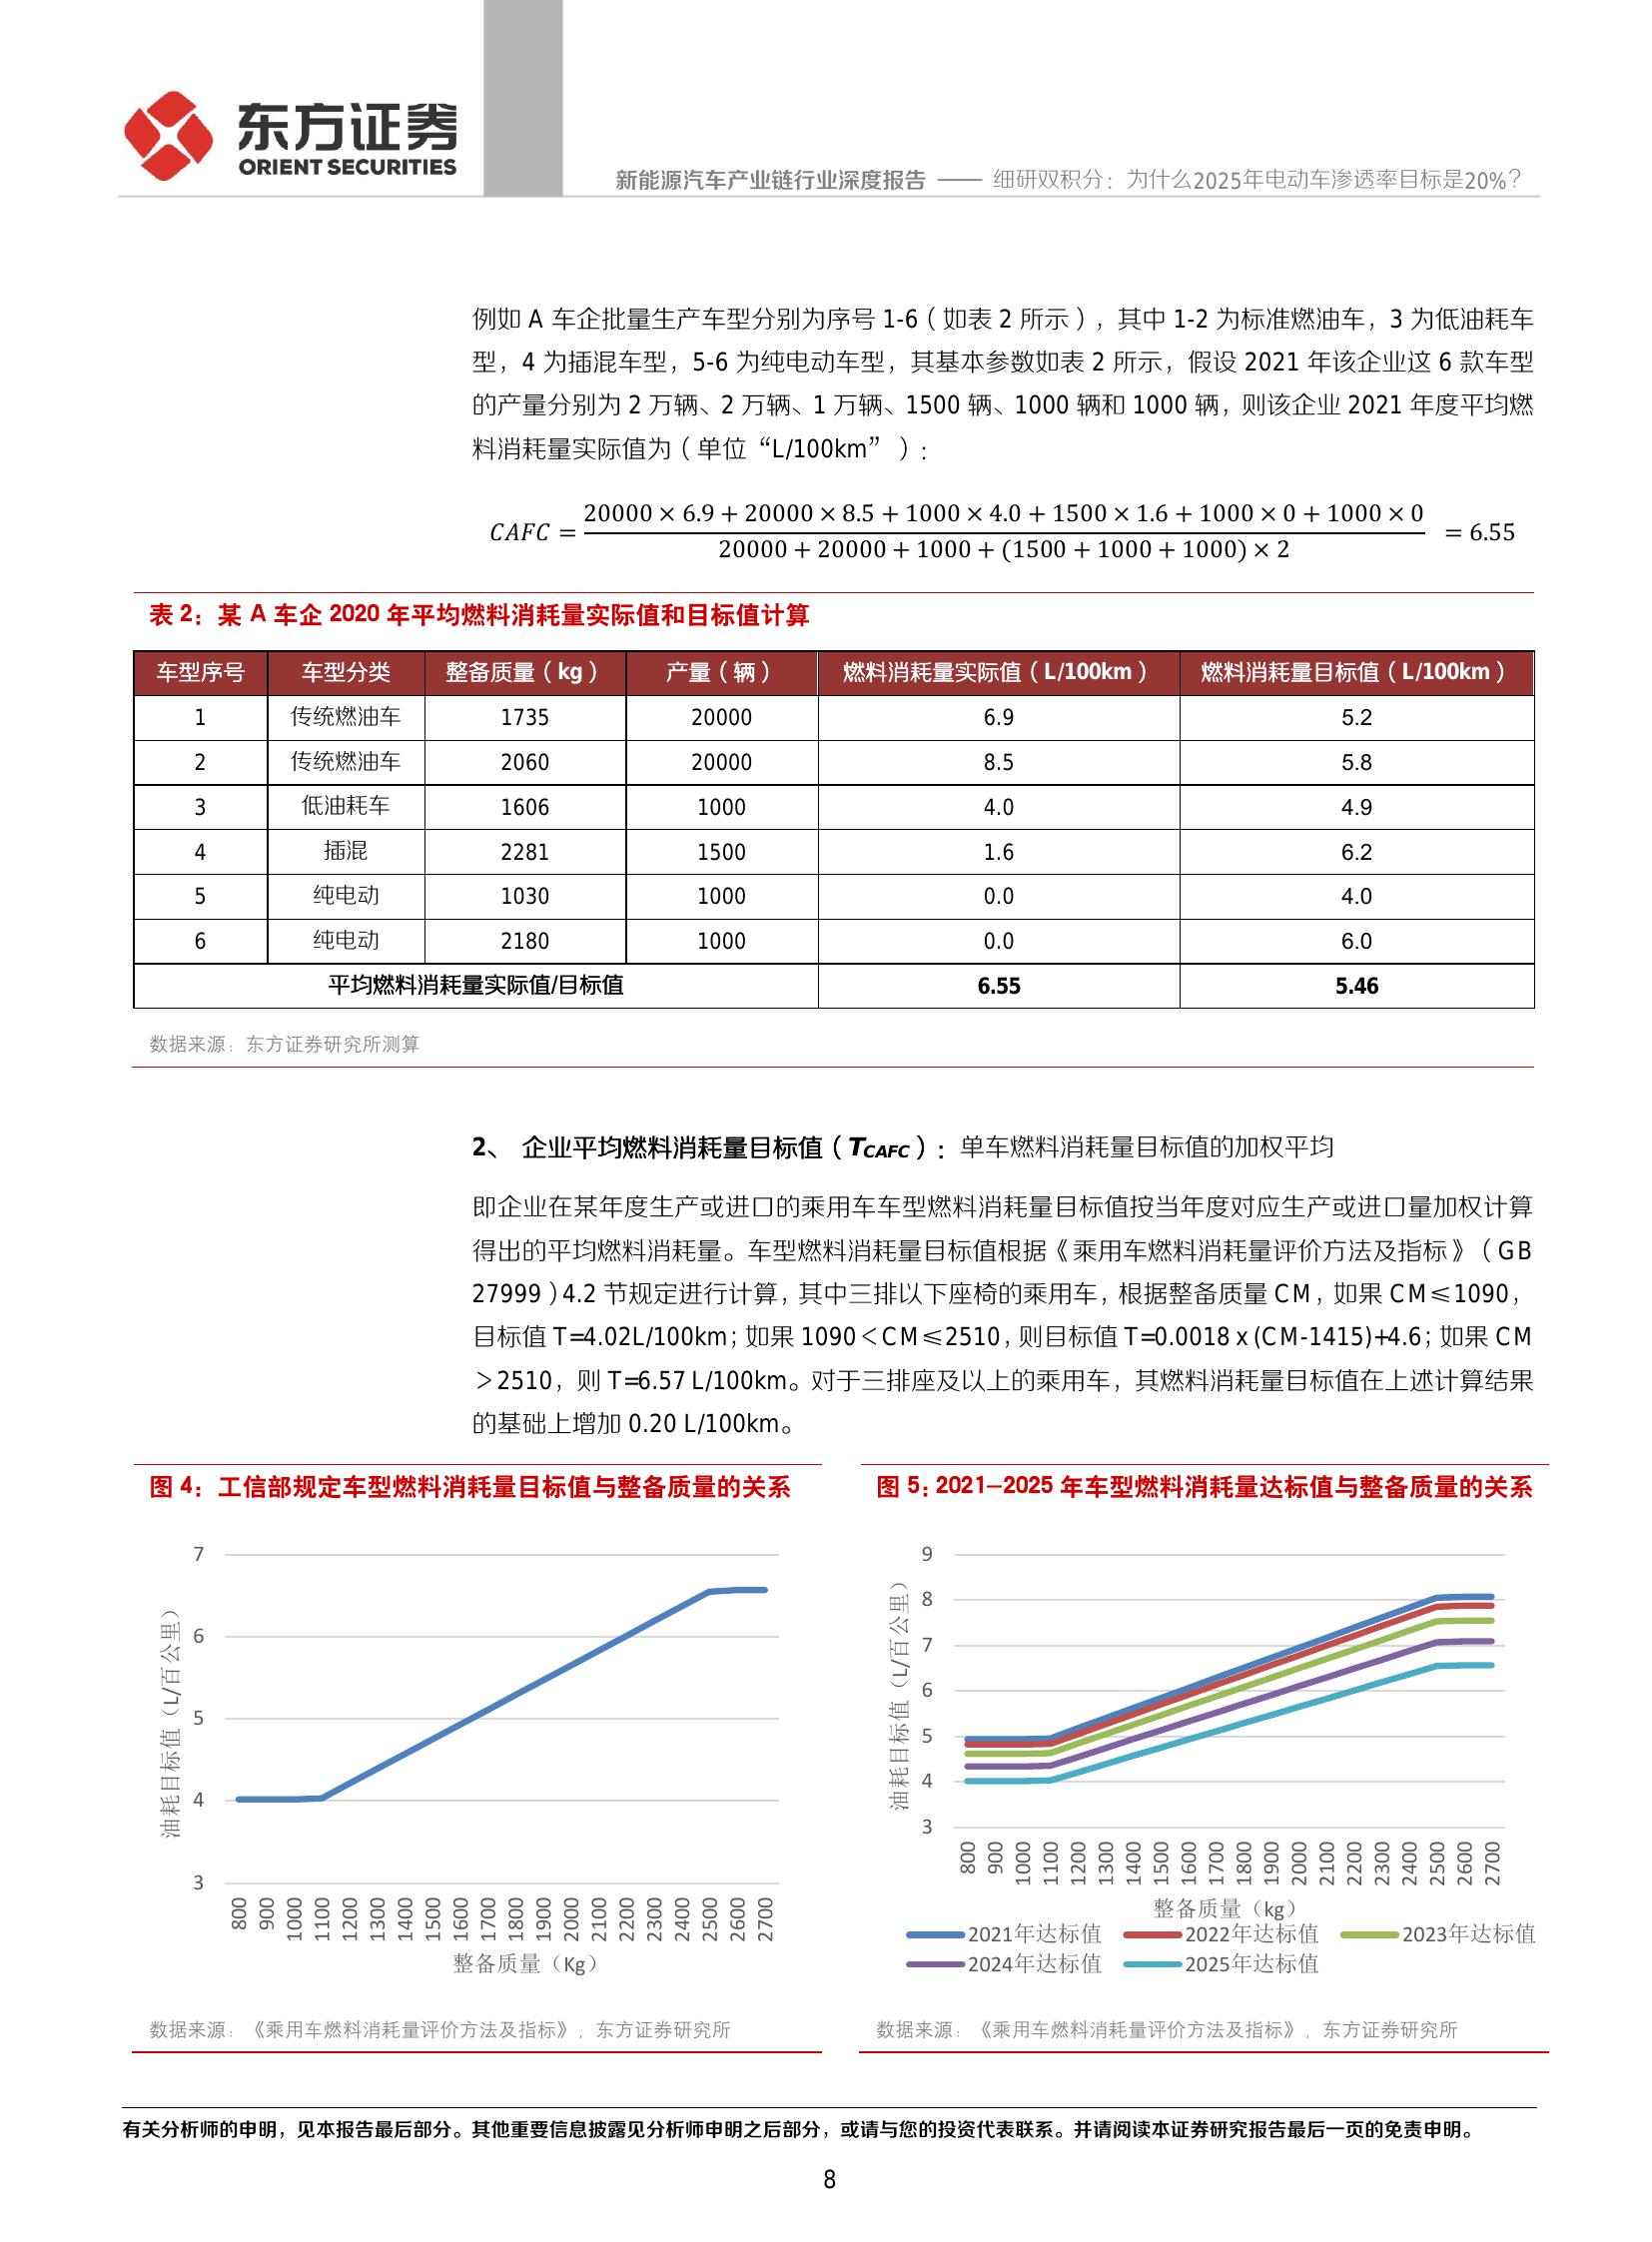 东方证券
ORIENT SECURITIES
新能源汽车产业链行业深度报告 —— 细研双积分：为什么2025年电动车渗透率目标是20%？
例如 A 车企批量生产车型分别为序号 1-6（如表 2 所示），其中 1-2 为标准燃油车，3 为低油耗车
型，4 为插混车型，5-6 为纯电动车型，其基本参数如表 2 所示，假设 2021 年该企业这 6 款车型
的产量分别为 2 万辆、2 万辆、1 万辆、1500 辆、1000 辆和 1000 辆，则该企业 2021 年度平均燃
料消耗量实际值为（单位“L/100km”）：
CAFC = (20000 × 6.9 + 20000 × 8.5 + 1000 × 4.0 + 1500 × 1.6 + 1000 × 0 + 1000 × 0) / (20000 + 20000 + 1000 + (1500 + 1000 + 1000) × 2) = 6.55
表 2：某 A 车企 2020 年平均燃料消耗量实际值和目标值计算
车型序号 车型分类 整备质量（kg） 产量（辆） 燃料消耗量实际值（L/100km） 燃料消耗量目标值（L/100km）
1 传统燃油车 1735 20000 6.9 5.2
2 传统燃油车 2060 20000 8.5 5.8
3 低油耗车 1606 1000 4.0 4.9
4 插混 2281 1500 1.6 6.2
5 纯电动 1030 1000 0.0 4.0
6 纯电动 2180 1000 0.0 6.0
平均燃料消耗量实际值/目标值 6.55 5.46
数据来源：东方证券研究所测算
2、 企业平均燃料消耗量目标值（TCAFC）：单车燃料消耗量目标值的加权平均
即企业在某年度生产或进口的乘用车车型燃料消耗量目标值按当年度对应生产或进口量加权计算
得出的平均燃料消耗量。车型燃料消耗量目标值根据《乘用车燃料消耗量评价方法及指标》（GB
27999）4.2 节规定进行计算，其中三排以下座椅的乘用车，根据整备质量 CM，如果 CM≤1090，
目标值 T=4.02L/100km；如果 1090＜CM≤2510，则目标值 T=0.0018 x (CM-1415)+4.6；如果 CM
＞2510，则 T=6.57 L/100km。对于三排座及以上的乘用车，其燃料消耗量目标值在上述计算结果
的基础上增加 0.20 L/100km。
图 4：工信部规定车型燃料消耗量目标值与整备质量的关系
7
6
5
4
3
油耗目标值（L/百公里）
800 900 1000 1100 1200 1300 1400 1500 1600 1700 1800 1900 2000 2100 2200 2300 2400 2500 2600 2700
整备质量（Kg）
数据来源：《乘用车燃料消耗量评价方法及指标》，东方证券研究所
图 5：2021—2025 年车型燃料消耗量达标值与整备质量的关系
9
8
7
6
5
4
3
油耗目标值（L/百公里）
800 900 1000 1100 1200 1300 1400 1500 1600 1700 1800 1900 2000 2100 2200 2300 2400 2500 2600 2700
整备质量（kg）
2021年达标值 2022年达标值 2023年达标值
2024年达标值 2025年达标值
数据来源：《乘用车燃料消耗量评价方法及指标》，东方证券研究所
有关分析师的申明，见本报告最后部分。其他重要信息披露见分析师申明之后部分，或请与您的投资代表联系。并请阅读本证券研究报告最后一页的免责申明。
8